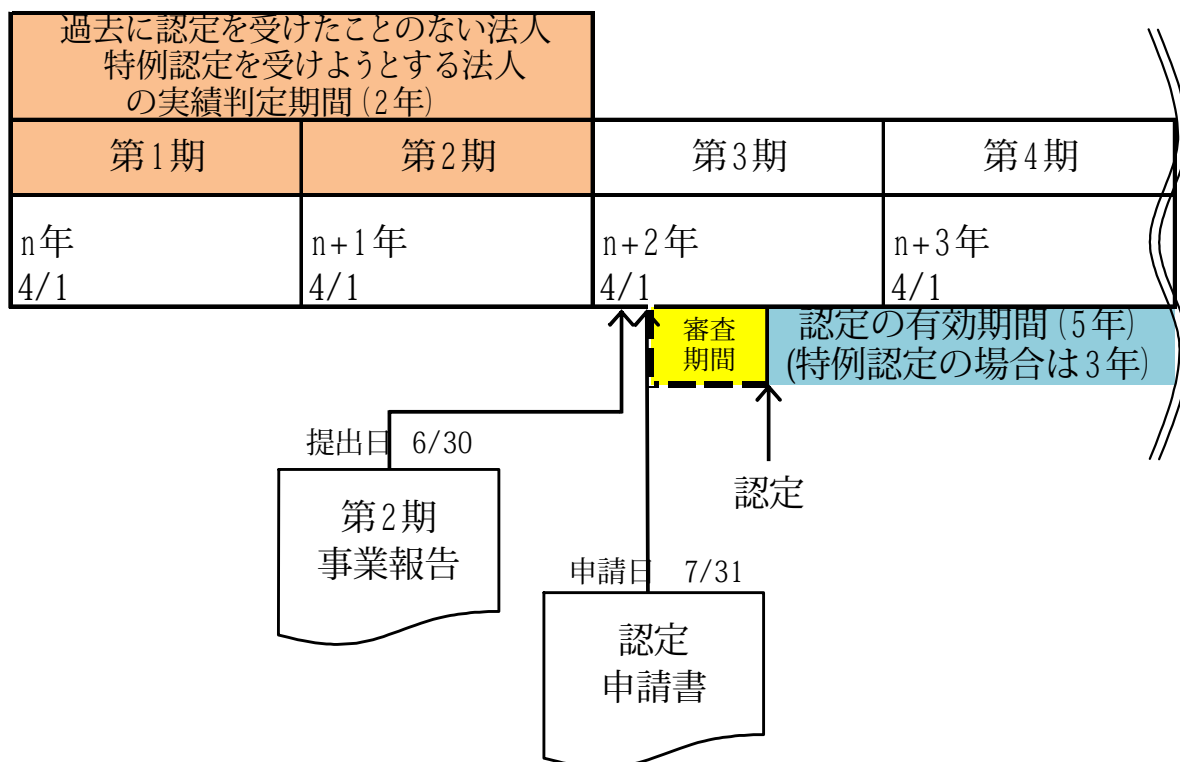 過去に認定を受けたことのない法人
特例認定を受けようとする法人
の実績判定期間(2年)
第1期
第2期
第3期
第4期
n年
4/1
n+1年
4/1
n+2年
4/1
n+3年
4/1
審査
期間
認定の有効期間(5年)
(特例認定の場合は3年)
提出日 6/30
第2期
事業報告
認定
申請日 7/31
認定
申請書